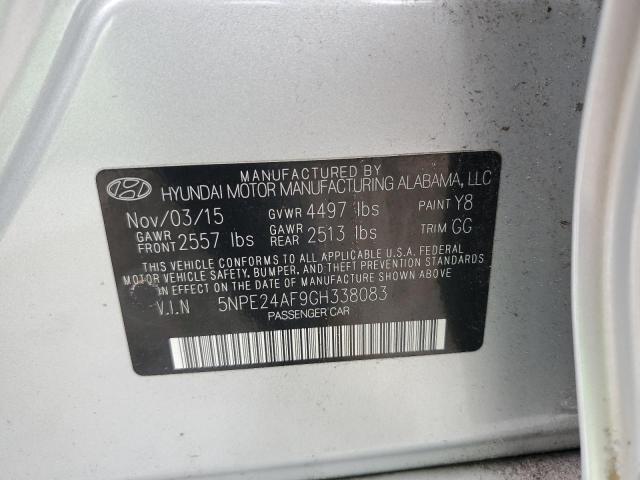 MANUFACTURED BY
HYUNDAI MOTOR MANUFACTURING ALABAMA, LLC
Nov/03/15 GVWR 4497 lbs PAINT Y8
GAWR FRONT 2557 lbs GAWR REAR 2513 lbs TRIM GG
THIS VEHICLE CONFORMS TO ALL APPLICABLE U.S.A. FEDERAL
MOTOR VEHICLE SAFETY, BUMPER, AND THEFT PREVENTION STANDARDS
IN EFFECT ON THE DATE OF MANUFACTURE SHOWN ABOVE.
V.I.N 5NPE24AF9GH338083
PASSENGER CAR